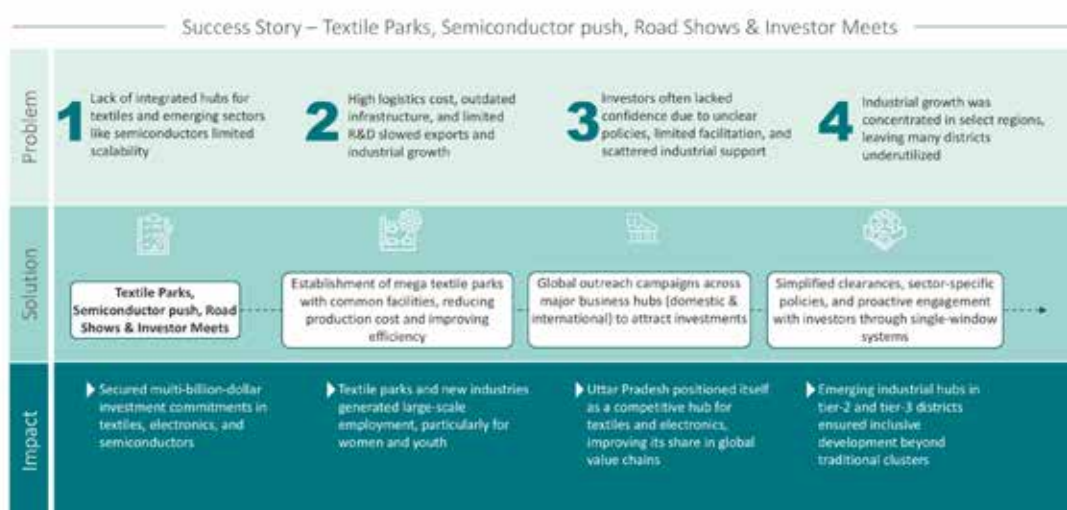 Success Story – Textile Parks, Semiconductor push, Road Shows & Investor Meets
Problem
1
Lack of integrated hubs for
textiles and emerging sectors
like semiconductors limited
scalability
2
High logistics cost, outdated
infrastructure, and limited
R&D slowed exports and
industrial growth
3
Investors often lacked
confidence due to unclear
policies, limited facilitation, and
scattered industrial support
4
Industrial growth was
concentrated in select regions,
leaving many districts
underutilized
Solution
Textile Parks,
Semiconductor push, Road
Shows & Investor Meets
Establishment of mega textile parks
with common facilities, reducing
production cost and improving
efficiency
Global outreach campaigns across
major business hubs (domestic &
international) to attract investments
Simplified clearances, sector-specific
policies, and proactive engagement
with investors through single-window
systems
Impact
Secured multi-billion-dollar
investment commitments in
textiles, electronics, and
semiconductors
Textile parks and new industries
generated large-scale
employment, particularly for
women and youth
Uttar Pradesh positioned itself
as a competitive hub for
textiles and electronics,
improving its share in global
value chains
Emerging industrial hubs in
tier-2 and tier-3 districts
ensured inclusive
development beyond
traditional clusters